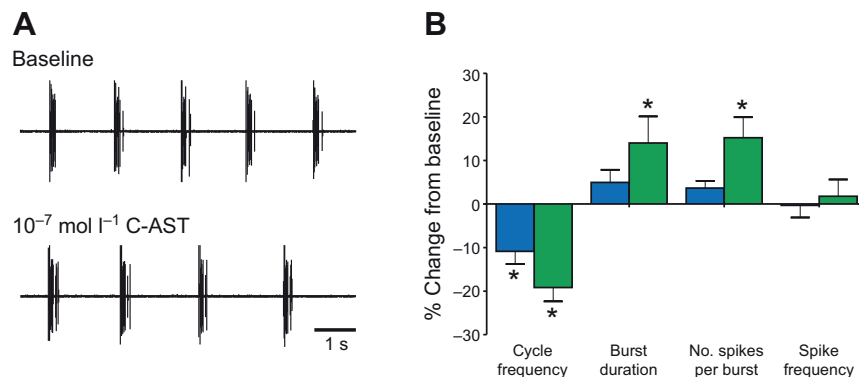 A
Baseline
10⁻⁷ mol l⁻¹ C-AST
1 s
B
% Change from baseline
30
20
10
0
–10
–20
–30
*
*
*
*
Cycle
frequency
Burst
duration
No. spikes
per burst
Spike
frequency